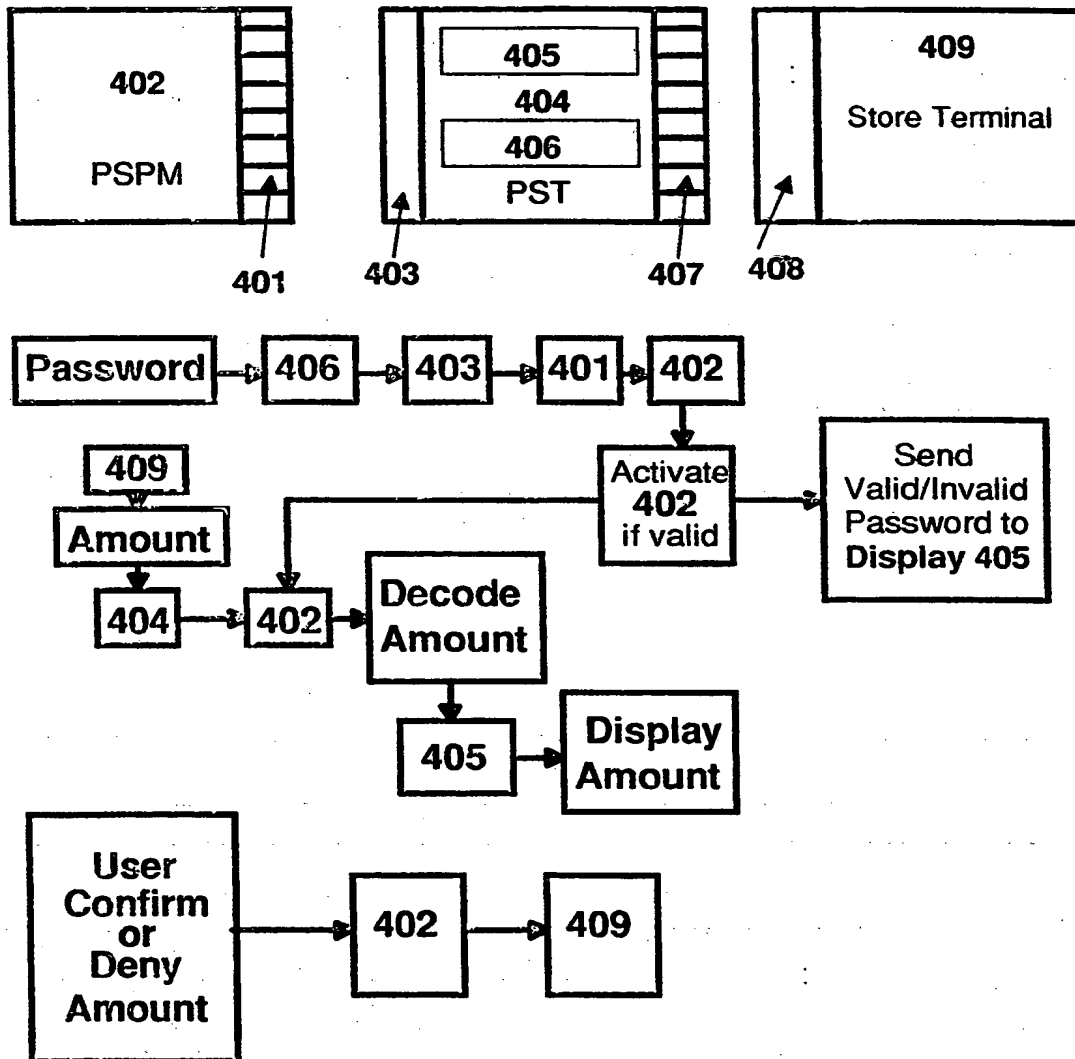 402
PSPM
401
405
404
406
PST
403
407
409
Store Terminal
408
Password
406
403
401
402
409
Amount
404
402
Activate
402
if valid
Send
Valid/Invalid
Password to
Display 405
Decode
Amount
405
Display
Amount
User
Confirm
or
Deny
Amount
402
409